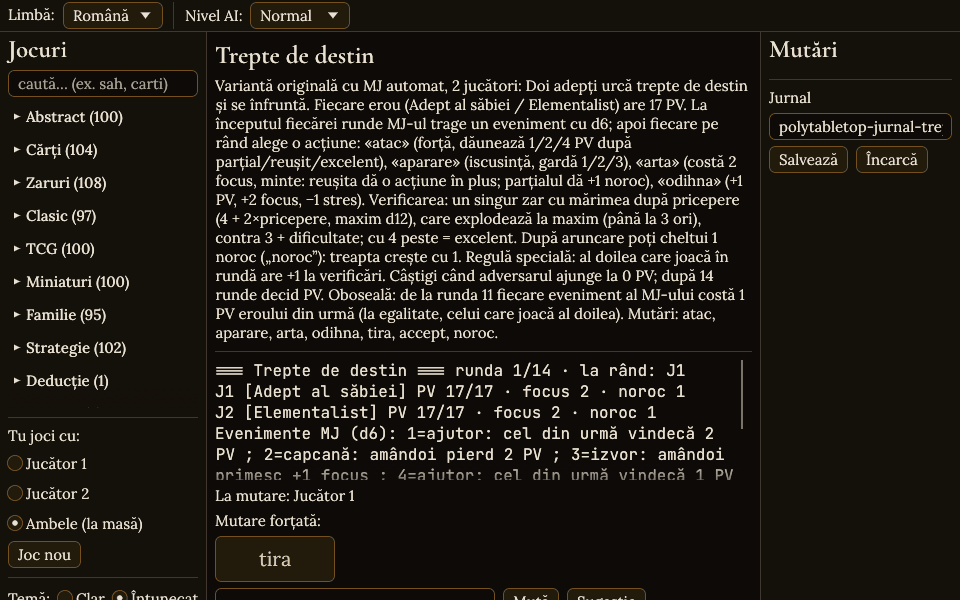 Limbă:
Română ▼
Nivel AI:
Normal ▼
Jocuri
caută... (ex. sah, carti)
▸ Abstract (100)
▸ Cărți (104)
▸ Zaruri (108)
▸ Clasic (97)
▸ TCG (100)
▸ Miniaturi (100)
▸ Familie (95)
▸ Strategie (102)
▸ Deducție (1)
Tu joci cu:
Jucător 1
Jucător 2
Ambele (la masă)
Joc nou
Temă: Clar Întunecat
Trepte de destin
Variantă originală cu MJ automat, 2 jucători: Doi adepți urcă trepte de destin
și se înfruntă. Fiecare erou (Adept al săbiei / Elementalist) are 17 PV. La
începutul fiecărei runde MJ-ul trage un eveniment cu d6; apoi fiecare pe
rând alege o acțiune: «atac» (forță, dăunează 1/2/4 PV după
parțial/reușit/excelent), «aparare» (iscusință, gardă 1/2/3), «arta» (costă 2
focus, minte: reușita dă o acțiune în plus; parțialul dă +1 noroc), «odihna» (+1
PV, +2 focus, −1 stres). Verificarea: un singur zar cu mărimea după pricepere
(4 + 2×pricepere, maxim d12), care explodează la maxim (până la 3 ori),
contra 3 + dificultate; cu 4 peste = excelent. După aruncare poți cheltui 1
noroc („noroc”): treapta crește cu 1. Regulă specială: al doilea care joacă în
rundă are +1 la verificări. Câștigi când adversarul ajunge la 0 PV; după 14
runde decid PV. Oboseală: de la runda 11 fiecare eveniment al MJ-ului costă 1
PV eroului din urmă (la egalitate, celui care joacă al doilea). Mutări: atac,
aparare, arta, odihna, tira, accept, noroc.
═══ Trepte de destin ═══ runda 1/14 · la rând: J1
J1 [Adept al săbiei] PV 17/17 · focus 2 · noroc 1
J2 [Elementalist] PV 17/17 · focus 2 · noroc 1
Evenimente MJ (d6): 1=ajutor: cel din urmă vindecă 2
PV ; 2=capcană: amândoi pierd 2 PV ; 3=izvor: amândoi
primesc +1 focus ; 4=ajutor: cel din urmă vindecă 1 PV
La mutare: Jucător 1
Mutare forțată:
tira
Mută
Sugestie
Mutări
Jurnal
polytabletop-jurnal-tre
Salvează
Încarcă